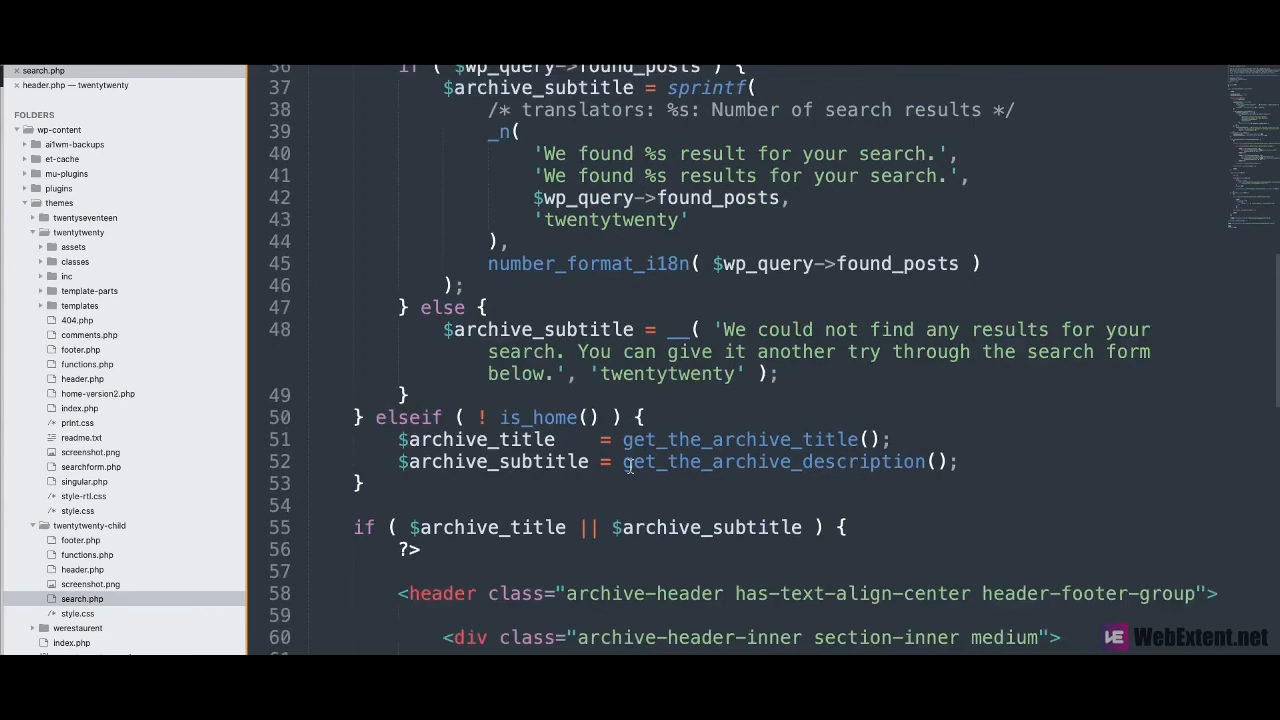 search.php
header.php — twentytwenty
FOLDERS
wp-content
ai1wm-backups
et-cache
mu-plugins
plugins
themes
twentyseventeen
twentytwenty
assets
classes
inc
template-parts
templates
404.php
comments.php
footer.php
functions.php
header.php
home-version2.php
index.php
print.css
readme.txt
screenshot.png
searchform.php
singular.php
style-rtl.css
style.css
twentytwenty-child
footer.php
functions.php
header.php
screenshot.png
search.php
style.css
werestaurent
index.php
36 if ( $wp_query->found_posts ) {
37 $archive_subtitle = sprintf(
38 /* translators: %s: Number of search results */
39 _n(
40 'We found %s result for your search.',
41 'We found %s results for your search.',
42 $wp_query->found_posts,
43 'twentytwenty'
44 ),
45 number_format_i18n( $wp_query->found_posts )
46 );
47 } else {
48 $archive_subtitle = __( 'We could not find any results for your
search. You can give it another try through the search form
below.', 'twentytwenty' );
49 }
50 } elseif ( ! is_home() ) {
51 $archive_title = get_the_archive_title();
52 $archive_subtitle = get_the_archive_description();
53 }
54
55 if ( $archive_title || $archive_subtitle ) {
56 ?>
57
58 <header class="archive-header has-text-align-center header-footer-group">
59
60 <div class="archive-header-inner section-inner medium">
WebExtent.net